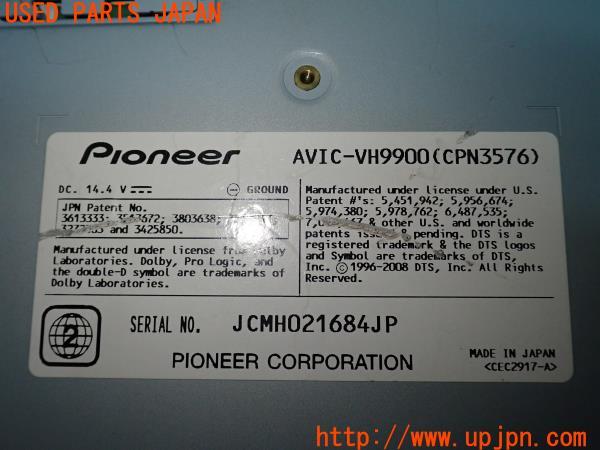 USED PARTS JAPAN
Pioneer
AVIC-VH9900(CPN3576)
DC. 14.4 V
GROUND
JPN Patent No.
3613333; 3803638;
and 3425850.
Manufactured under license from Dolby
Laboratories. Dolby, Pro Logic, and
the double-D symbol are trademarks of
Dolby Laboratories.
Manufactured under license under U.S.
Patent #'s: 5,451,942; 5,956,674;
5,974,380; 5,978,762; 6,487,535;
& other U.S. and worldwide
patents issued & pending. DTS is a
registered trademark & the DTS logos
and Symbol are trademarks of DTS,
Inc. ©1996-2008 DTS, Inc. All Rights
Reserved.
2
SERIAL NO. JCMH021684JP
PIONEER CORPORATION
MADE IN JAPAN
<CEC2917-A>
http://www.upjpn.com/